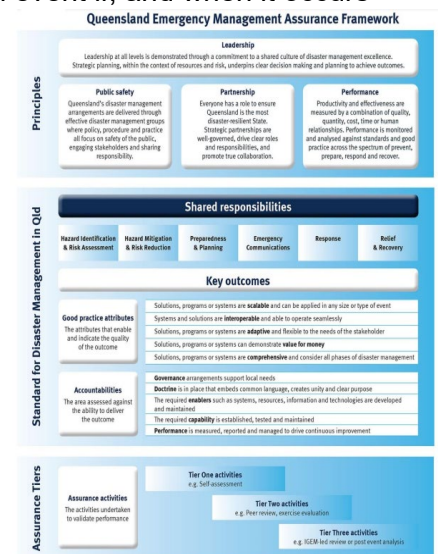 event if, and when it occurs
Queensland Emergency Management Assurance Framework
Principles
Leadership
Leadership at all levels is demonstrated through a commitment to a shared culture of disaster management excellence.
Strategic planning, within the context of resources and risk, underpins clear decision making and planning to achieve outcomes.
Public safety
Queensland's disaster management
arrangements are delivered through
effective disaster management groups
where policy, procedure and practice
all focus on safety of the public,
engaging stakeholders and sharing
responsibility.
Partnership
Everyone has a role to ensure
Queensland is the most
disaster-resilient State.
Strategic partnerships are
well-governed, drive clear roles
and responsibilities, and
promote true collaboration.
Performance
Productivity and effectiveness are
measured by a combination of quality,
quantity, cost, time or human
relationships. Performance is monitored
and analysed against standards and good
practice across the spectrum of prevent,
prepare, respond and recover.
Standard for Disaster Management in Qld
Shared responsibilities
Hazard Identification
& Risk Assessment
Hazard Mitigation
& Risk Reduction
Preparedness
& Planning
Emergency
Communications
Response
Relief
& Recovery
Key outcomes
Good practice attributes
The attributes that enable
and indicate the quality
of the outcome
Solutions, programs or systems are scalable and can be applied in any size or type of event
Systems and solutions are interoperable and able to operate seamlessly
Solutions, programs or systems are adaptive and flexible to the needs of the stakeholder
Solutions, programs or systems can demonstrate value for money
Solutions, programs or systems are comprehensive and consider all phases of disaster management
Accountabilities
The area assessed against
the ability to deliver
the outcome
Governance arrangements support local needs
Doctrine is in place that embeds common language, creates unity and clear purpose
The required enablers such as systems, resources, information and technologies are developed
and maintained
The required capability is established, tested and maintained
Performance is measured, reported and managed to drive continuous improvement
Assurance Tiers
Assurance activities
The activities undertaken
to validate performance
Tier One activities
e.g. Self-assessment
Tier Two activities
e.g. Peer review, exercise evaluation
Tier Three activities
e.g. IGEM-led review or post event analysis